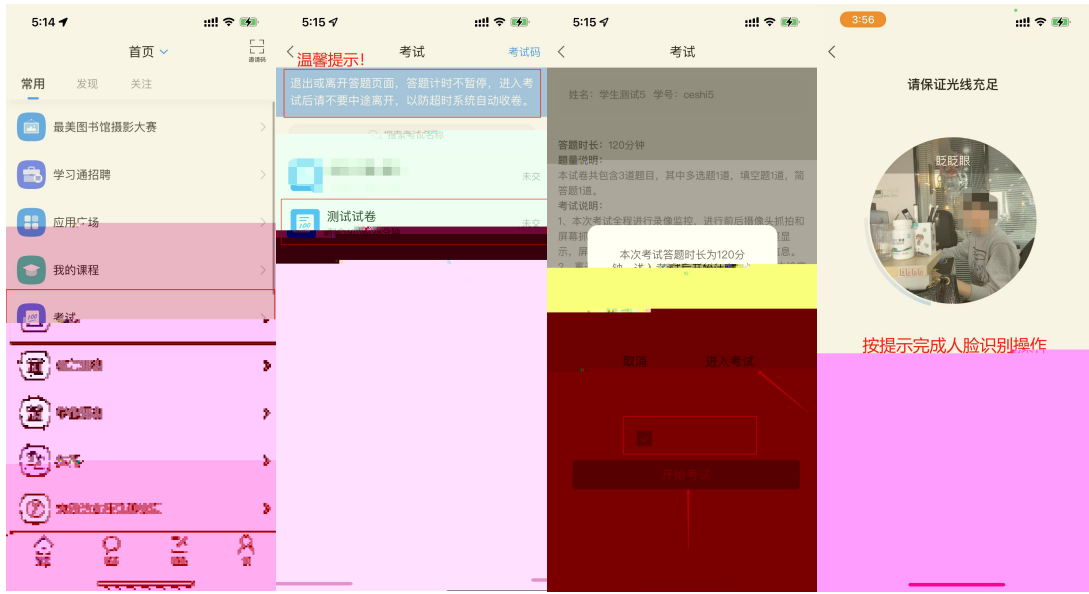 5:14
首页
邀请码
常用 发现 关注
最美图书馆摄影大赛
学习通招聘
应用广场
我的课程
考试
5:15
考试
考试码
温馨提示!
退出或离开答题页面，答题计时不暂停，进入考
试后请不要中途离开，以防超时系统自动收卷。
搜索考试名称
未交
测试试卷
未交
5:15
考试
姓名：学生测试5 学号：ceshi5
答题时长：120分钟
题量说明：
本试卷共包含3道题目，其中多选题1道，填空题1道，简
答题1道。
考试说明：
1、本次考试全程进行录像监控，进行前后摄像头抓拍和
屏幕抓
示，屏
本次考试答题时长为120分
取消 进入考试
开始考试
3:56
请保证光线充足
眨眨眼
按提示完成人脸识别操作